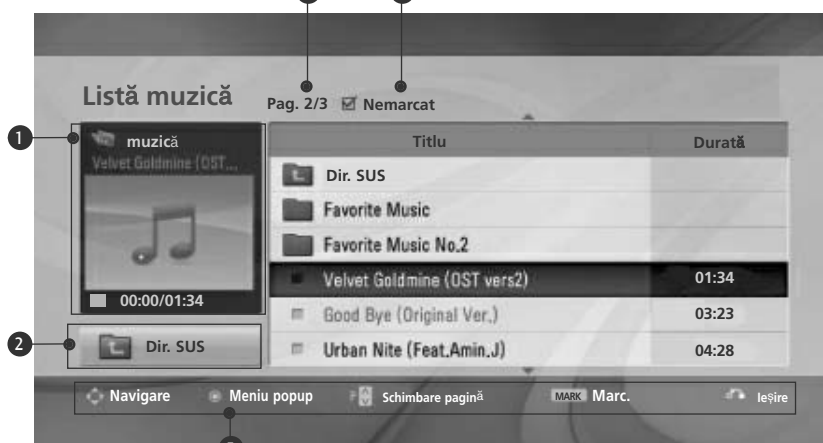 Listă muzică
Pag. 2/3 Nemarcat
1
muzică
Velvet Goldmine (OST...
00:00/01:34
2
Dir. SUS
Titlu Durată
Dir. SUS
Favorite Music
Favorite Music No.2
Velvet Goldmine (OST vers2) 01:34
Good Bye (Original Ver.) 03:23
Urban Nite (Feat.Amin.J) 04:28
Navigare Meniu popup P Schimbare pagină MARK Marc. Ieșire